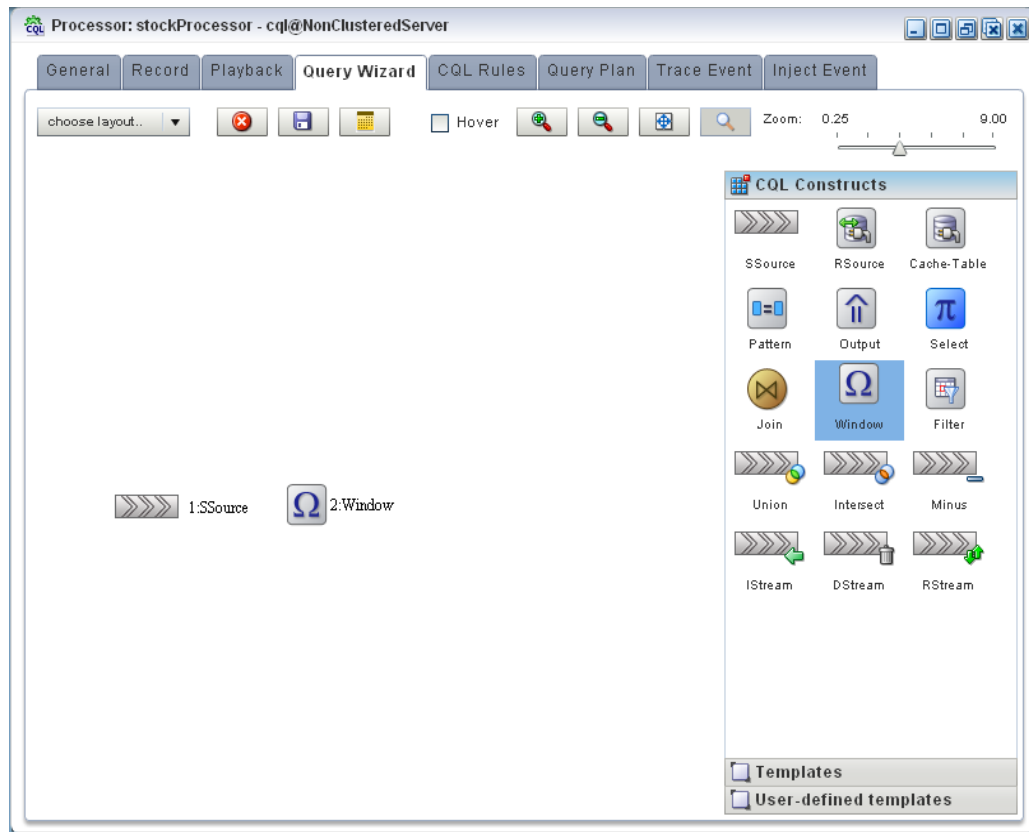 CQL Processor: stockProcessor - cql@NonClusteredServer
General Record Playback Query Wizard CQL Rules Query Plan Trace Event Inject Event
choose layout.. Hover Zoom: 0.25 9.00
CQL Constructs
SSource RSource Cache-Table
Pattern Output Select
Join Window Filter
1:SSource 2:Window
Union Intersect Minus
IStream DStream RStream
Templates
User-defined templates